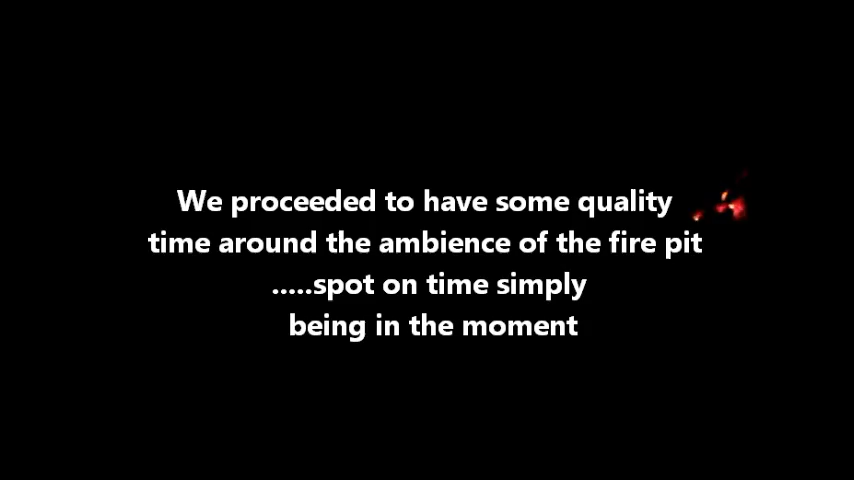 We proceeded to have some quality
time around the ambience of the fire pit
.....spot on time simply
being in the moment